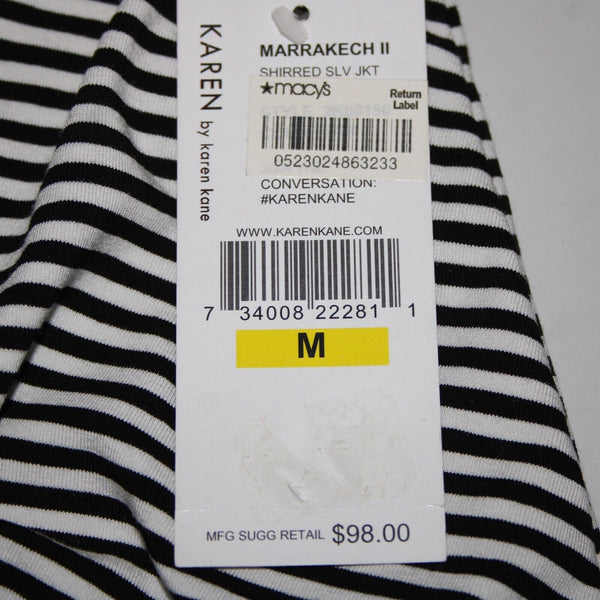 KAREN
by karen kane
MARRAKECH II
SHIRRED SLV JKT
★macy's
Return
Label
0523024863233
CONVERSATION:
#KARENKANE
WWW.KARENKANE.COM
7 34008 22281 1
M
MFG SUGG RETAIL $98.00